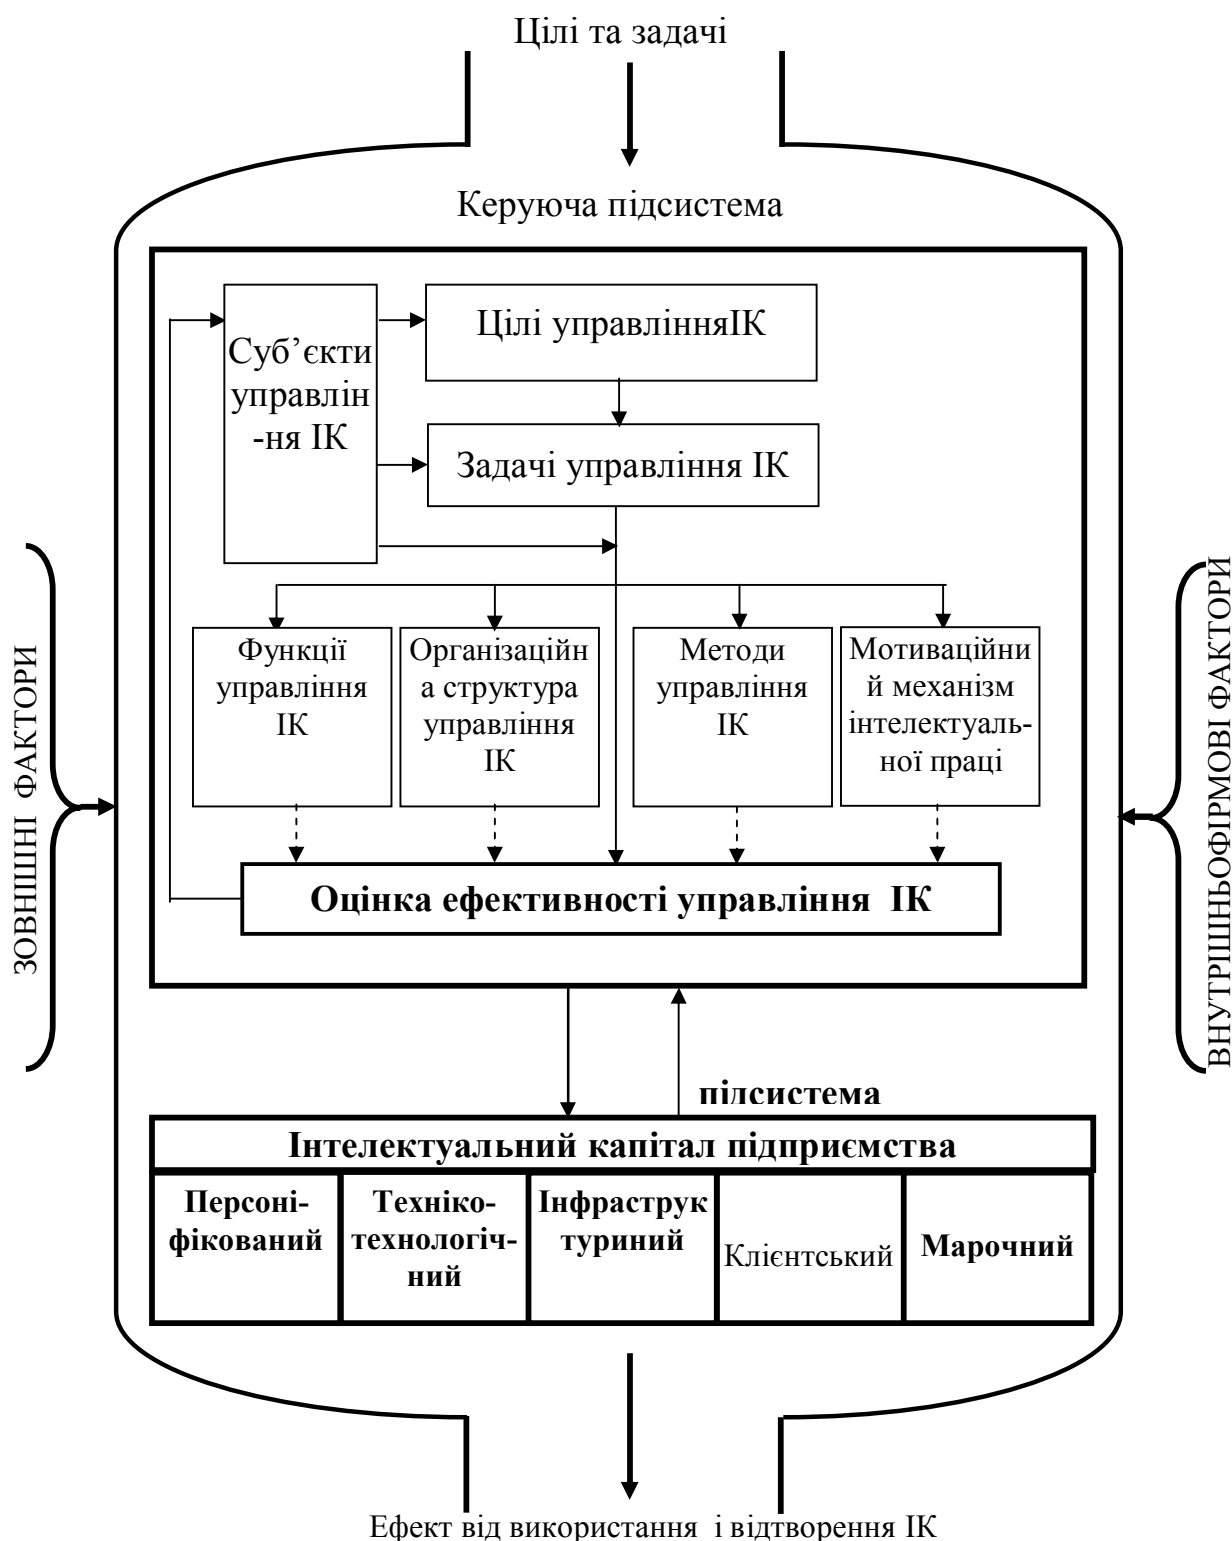 Цілі та задачі
Керуюча підсистема
Суб’єкти
управлін
-ня ІК
Цілі управлінняІК
Задачі управління ІК
Функції
управління
ІК
Організаційн
а структура
управління
ІК
Методи
управління
ІК
Мотиваційни
й механізм
інтелектуаль-
ної праці
Оцінка ефективності управління ІК
ЗОВНІШНІ ФАКТОРИ
ВНУТРІШНЬОФІРМОВІ ФАКТОРИ
підсистема
Інтелектуальний капітал підприємства
Персоні-
фікований
Техніко-
технологіч-
ний
Інфраструк
туриний
Клієнтський
Марочний
Ефект від використання і відтворення ІК